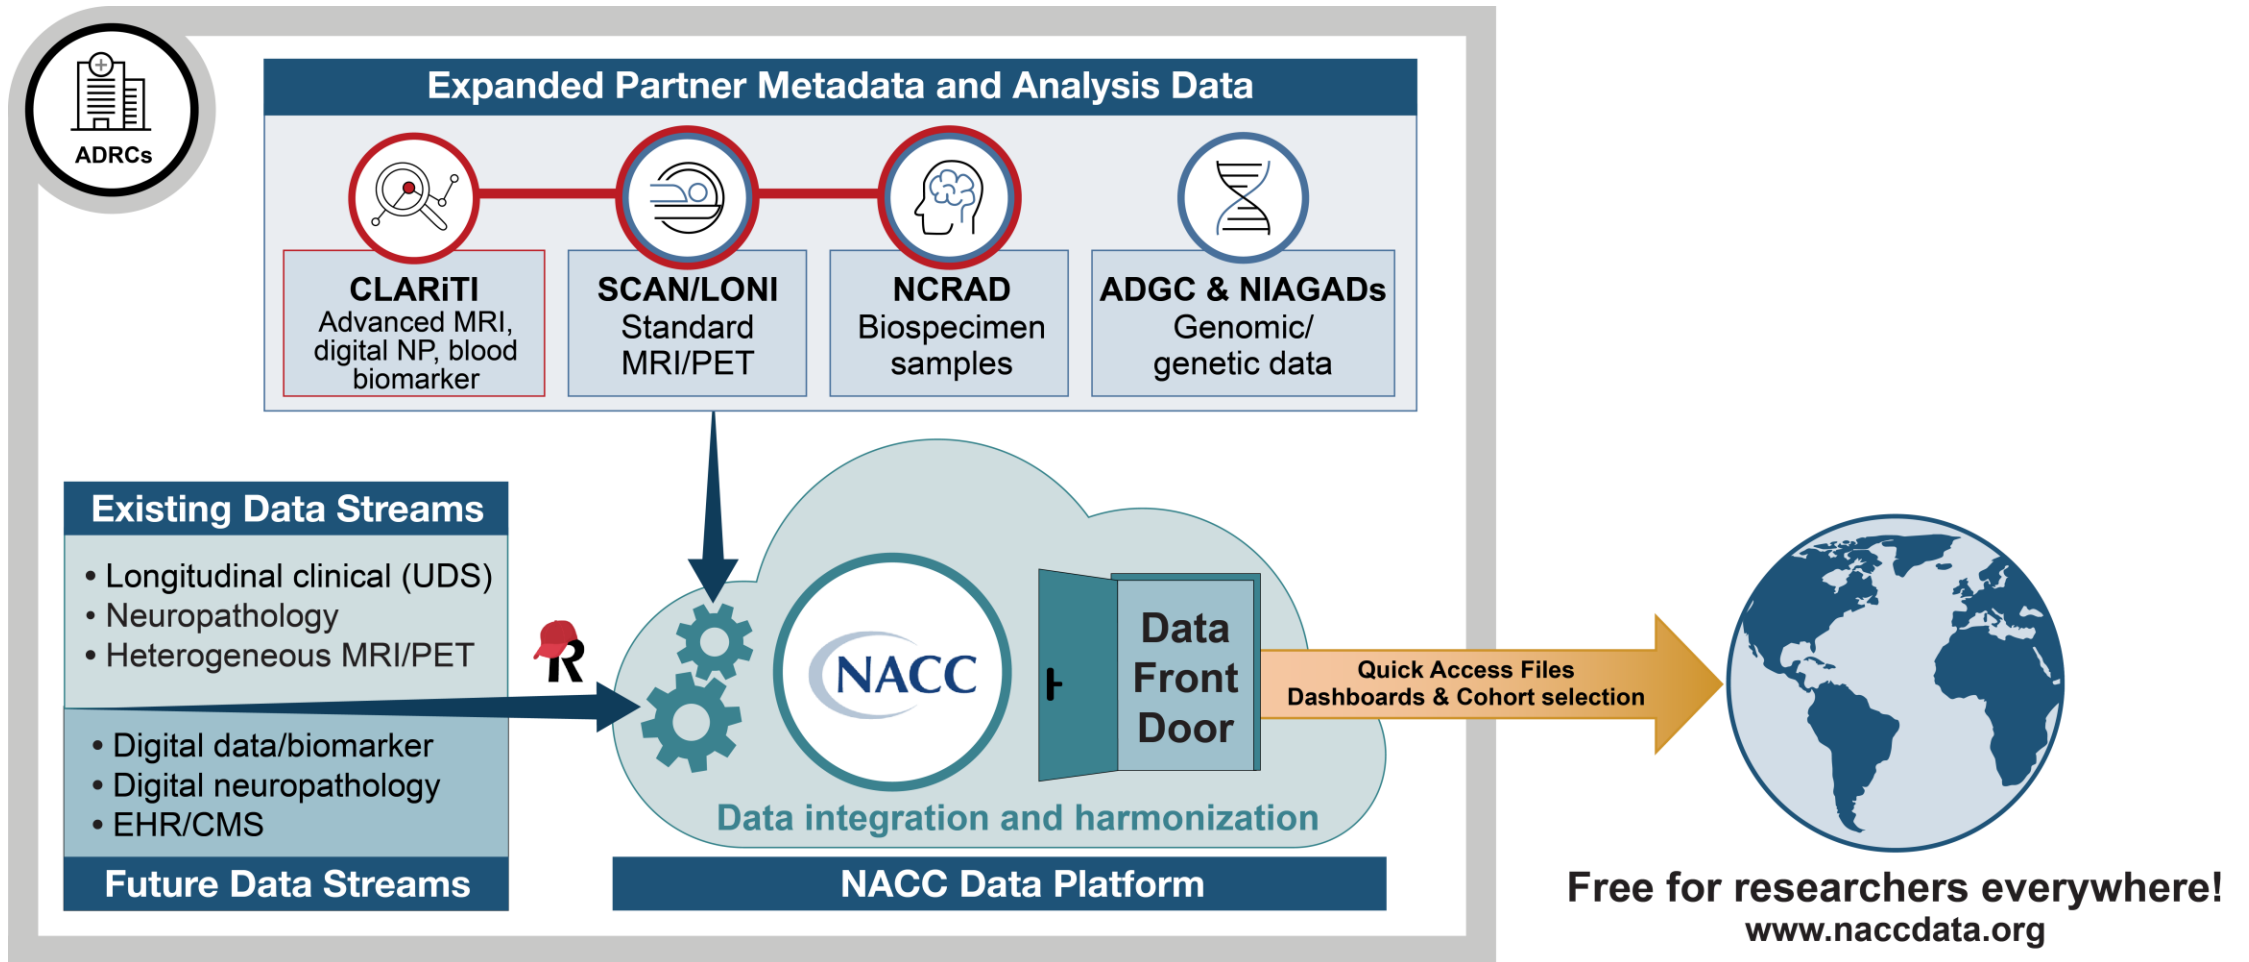 ADRCs
Expanded Partner Metadata and Analysis Data
CLARiTI
Advanced MRI,
digital NP, blood
biomarker
SCAN/LONI
Standard
MRI/PET
NCRAD
Biospecimen
samples
ADGC & NIAGADs
Genomic/
genetic data
Existing Data Streams
• Longitudinal clinical (UDS)
• Neuropathology
• Heterogeneous MRI/PET
• Digital data/biomarker
• Digital neuropathology
• EHR/CMS
Future Data Streams
R
NACC
Data
Front
Door
Data integration and harmonization
NACC Data Platform
Quick Access Files
Dashboards & Cohort selection
Free for researchers everywhere!
www.naccdata.org